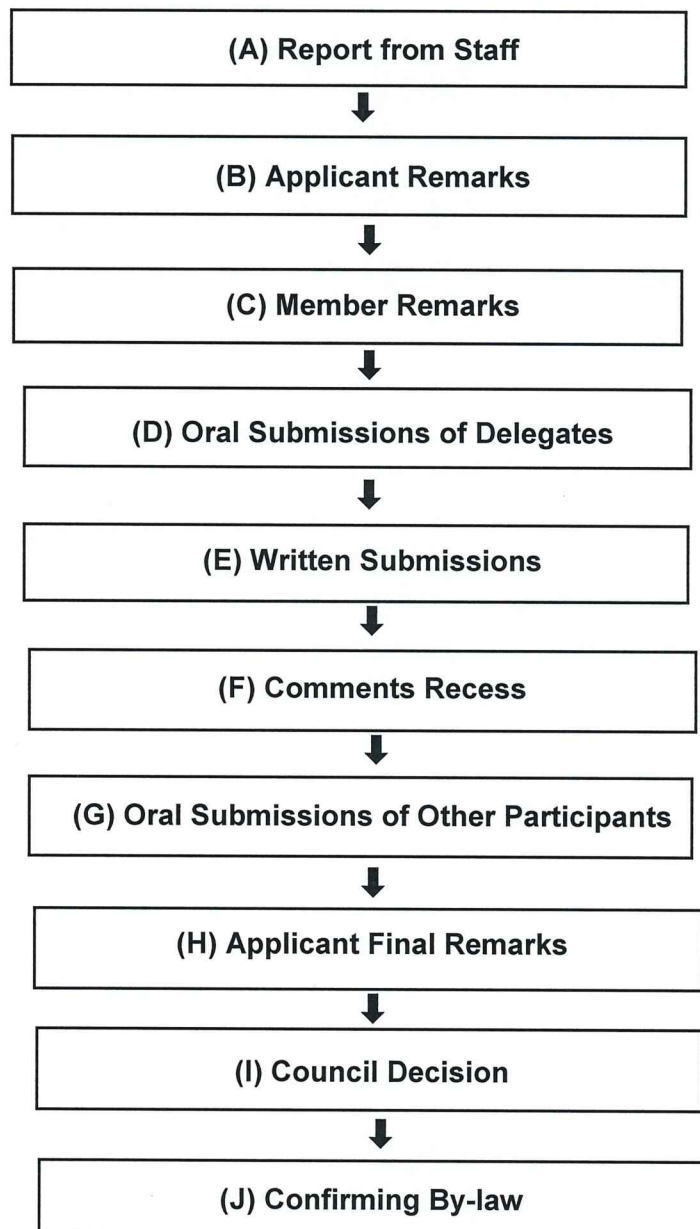 (A) Report from Staff
(B) Applicant Remarks
(C) Member Remarks
(D) Oral Submissions of Delegates
(E) Written Submissions
(F) Comments Recess
(G) Oral Submissions of Other Participants
(H) Applicant Final Remarks
(I) Council Decision
(J) Confirming By-law